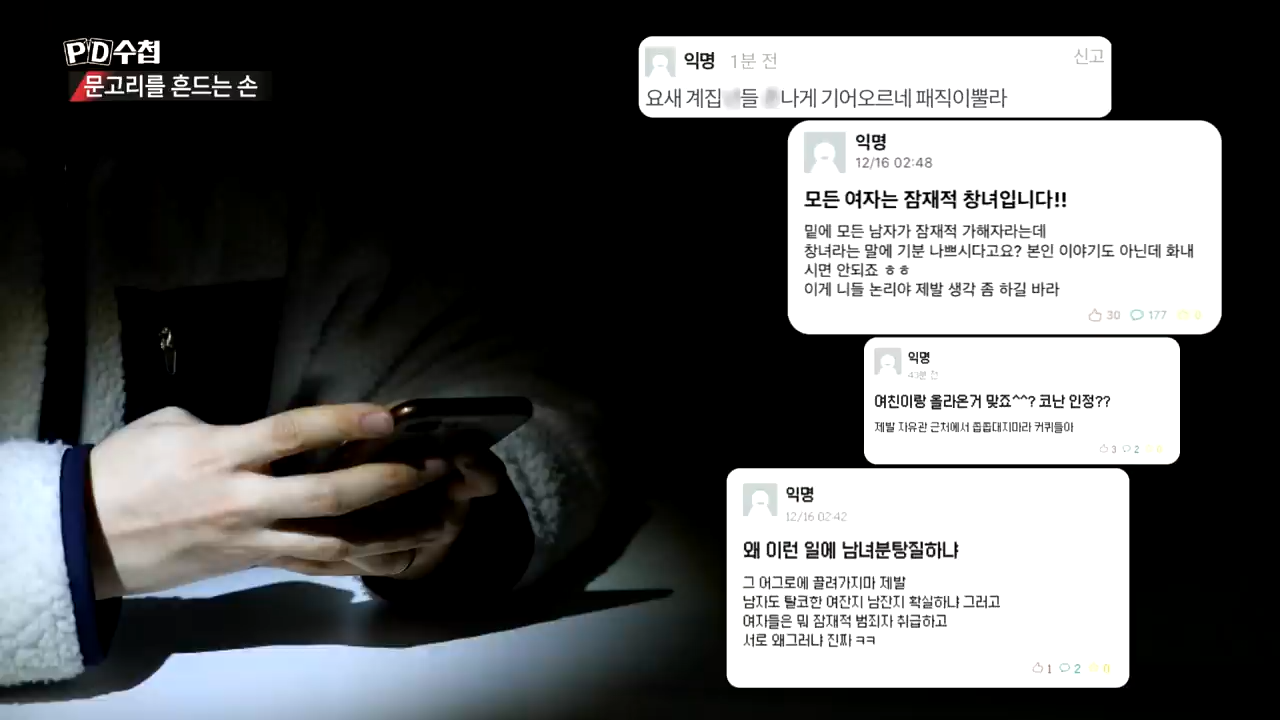 PD수첩
문고리를 흔드는 손
익명 1분 전 신고
요새 계집 들 나게 기어오르네 패직이뿔라
익명
12/16 02:48
모든 여자는 잠재적 창녀입니다!!
밑에 모든 남자가 잠재적 가해자라는데
창녀라는 말에 기분 나쁘시다고요? 본인 이야기도 아닌데 화내
시면 안되죠 ㅎㅎ
이게 니들 논리야 제발 생각 좀 하길 바라
30 177 0
익명
43분 전
여친이랑 올라온거 맞죠^^? 코난 인정??
제발 자유관 근처에서 쫍쫍대지마라 커퀴들아
3 2 0
익명
12/16 02:42
왜 이런 일에 남녀분탕질하냐
그 어그로에 끌려가지마 제발
남자도 탈코한 여잔지 남잔지 확실하냐 그러고
여자들은 뭐 잠재적 범죄자 취급하고
서로 왜그러냐 진짜 ㅋㅋ
1 2 0